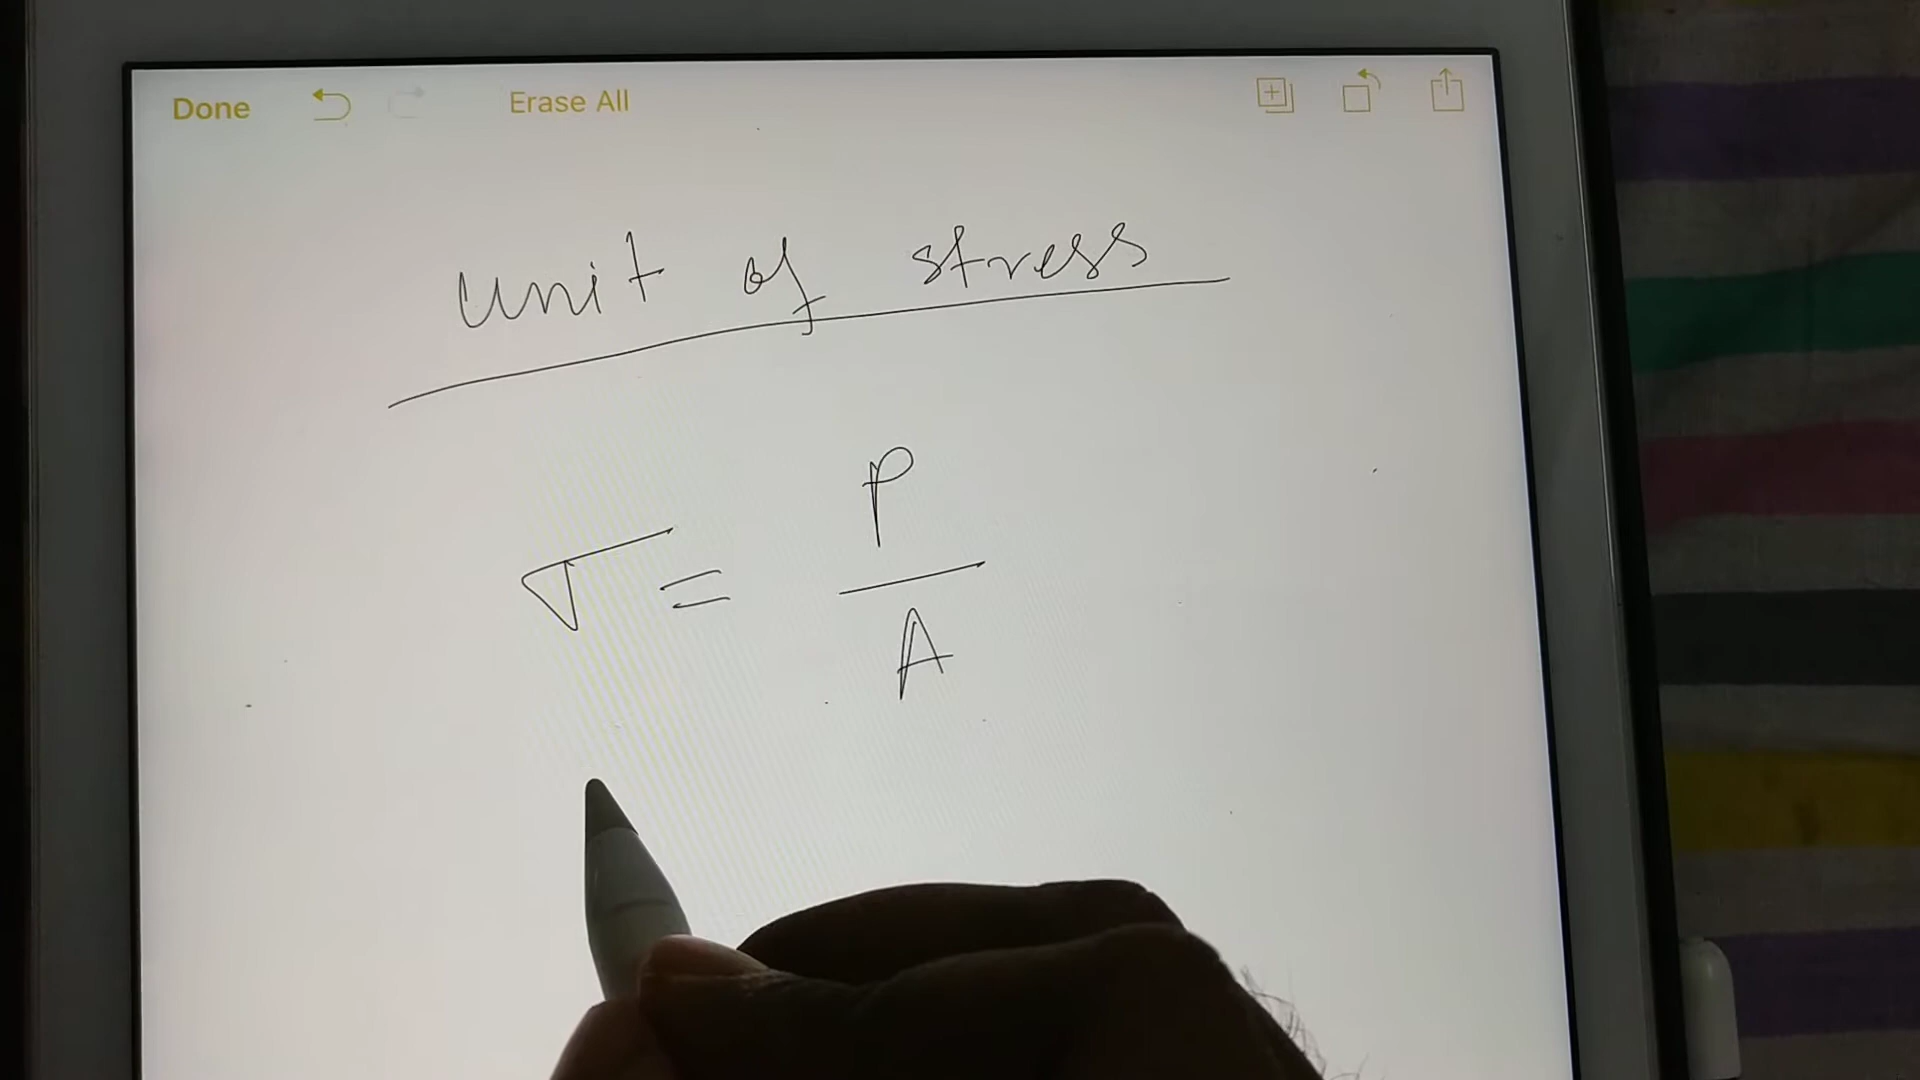 Done Erase All
unit of stress
σ = P/A